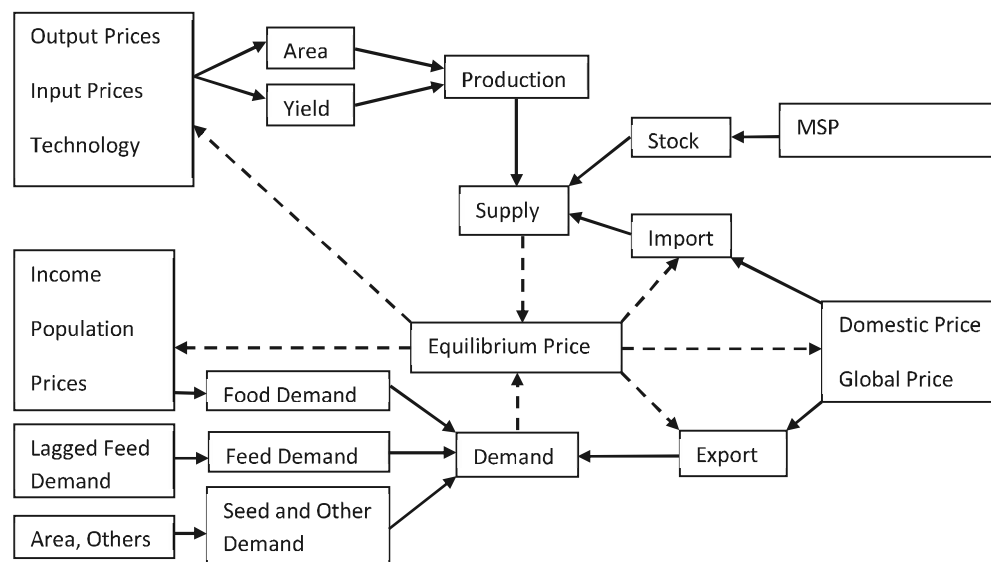 Output Prices
Input Prices
Technology
Area
Yield
Production
Stock
MSP
Supply
Import
Income
Population
Prices
Equilibrium Price
Domestic Price
Global Price
Food Demand
Lagged Feed
Demand
Feed Demand
Demand
Export
Seed and Other
Demand
Area, Others